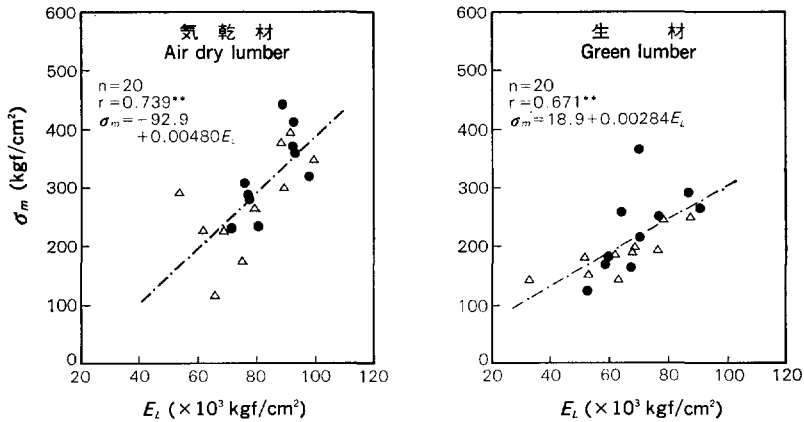 気乾材
Air dry lumber
n=20
r=0.739**
σm=-92.9
+0.00480EL
600
500
400
300
200
100
0
σm (kgf/cm²)
20 40 60 80 100 120
EL (×10³ kgf/cm²)
生材
Green lumber
n=20
r=0.671**
σm=18.9+0.00284EL
600
500
400
300
200
100
0
20 40 60 80 100 120
EL (×10³ kgf/cm²)